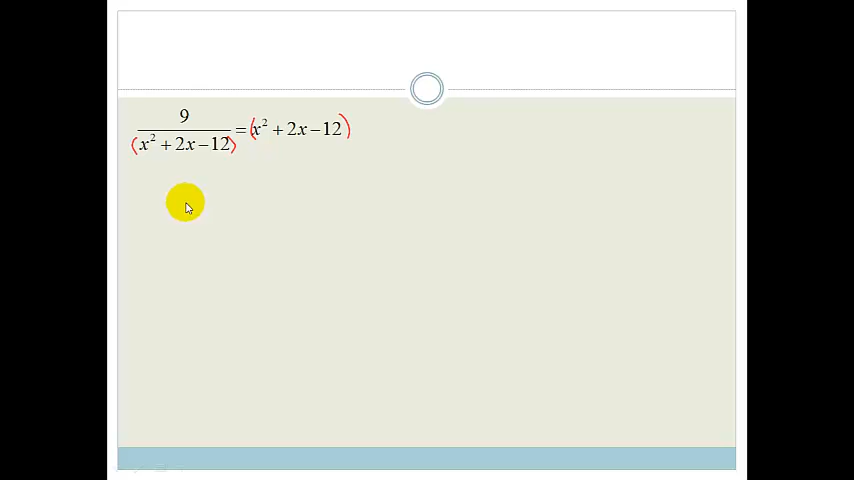 9/(x² + 2x − 12) = (x² + 2x − 12)